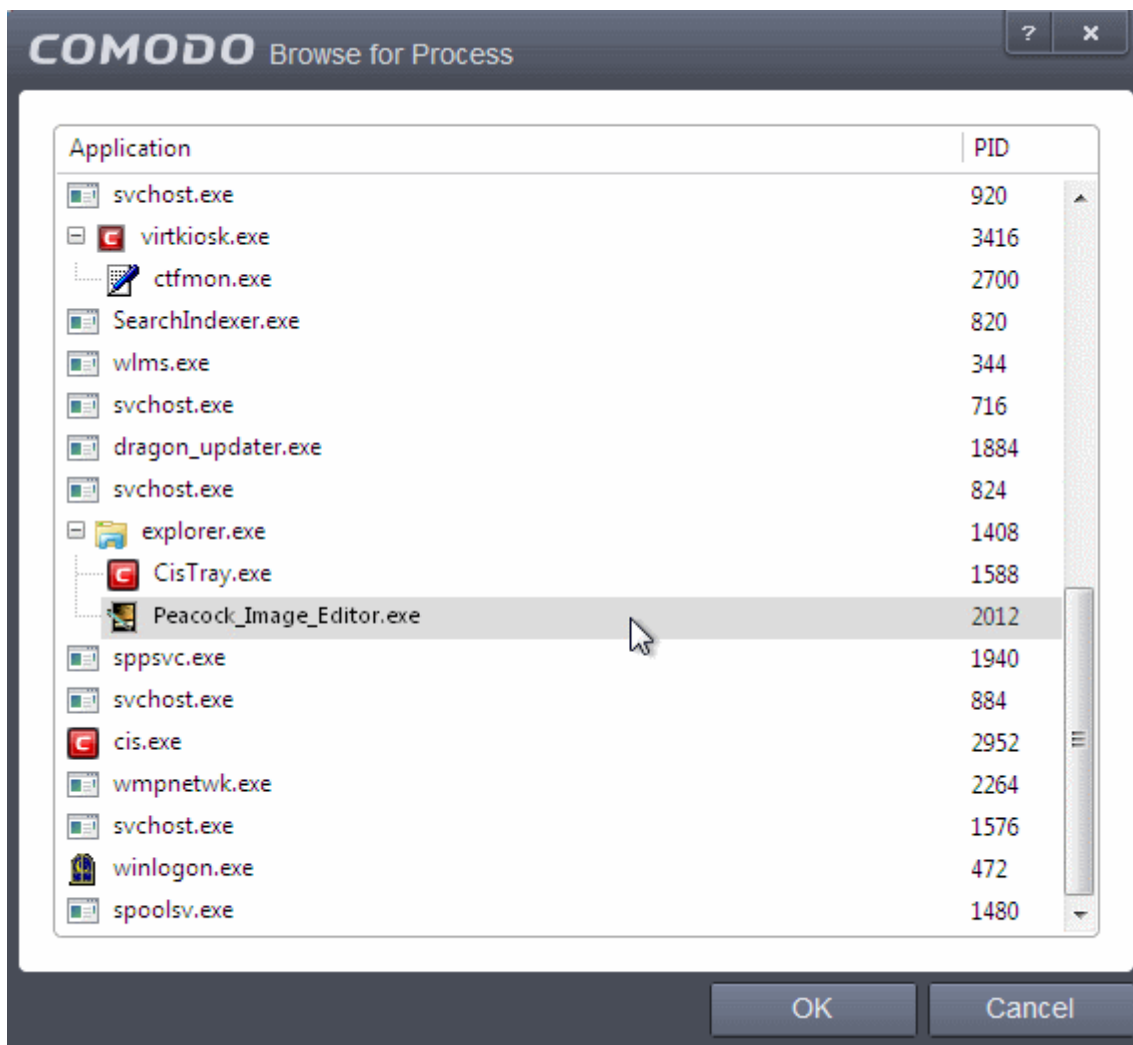 COMODO Browse for Process ? x
Application PID
svchost.exe 920
virtkiosk.exe 3416
ctfmon.exe 2700
SearchIndexer.exe 820
wlms.exe 344
svchost.exe 716
dragon_updater.exe 1884
svchost.exe 824
explorer.exe 1408
CisTray.exe 1588
Peacock_Image_Editor.exe 2012
sppsvc.exe 1940
svchost.exe 884
cis.exe 2952
wmpnetwk.exe 2264
svchost.exe 1576
winlogon.exe 472
spoolsv.exe 1480
OK Cancel